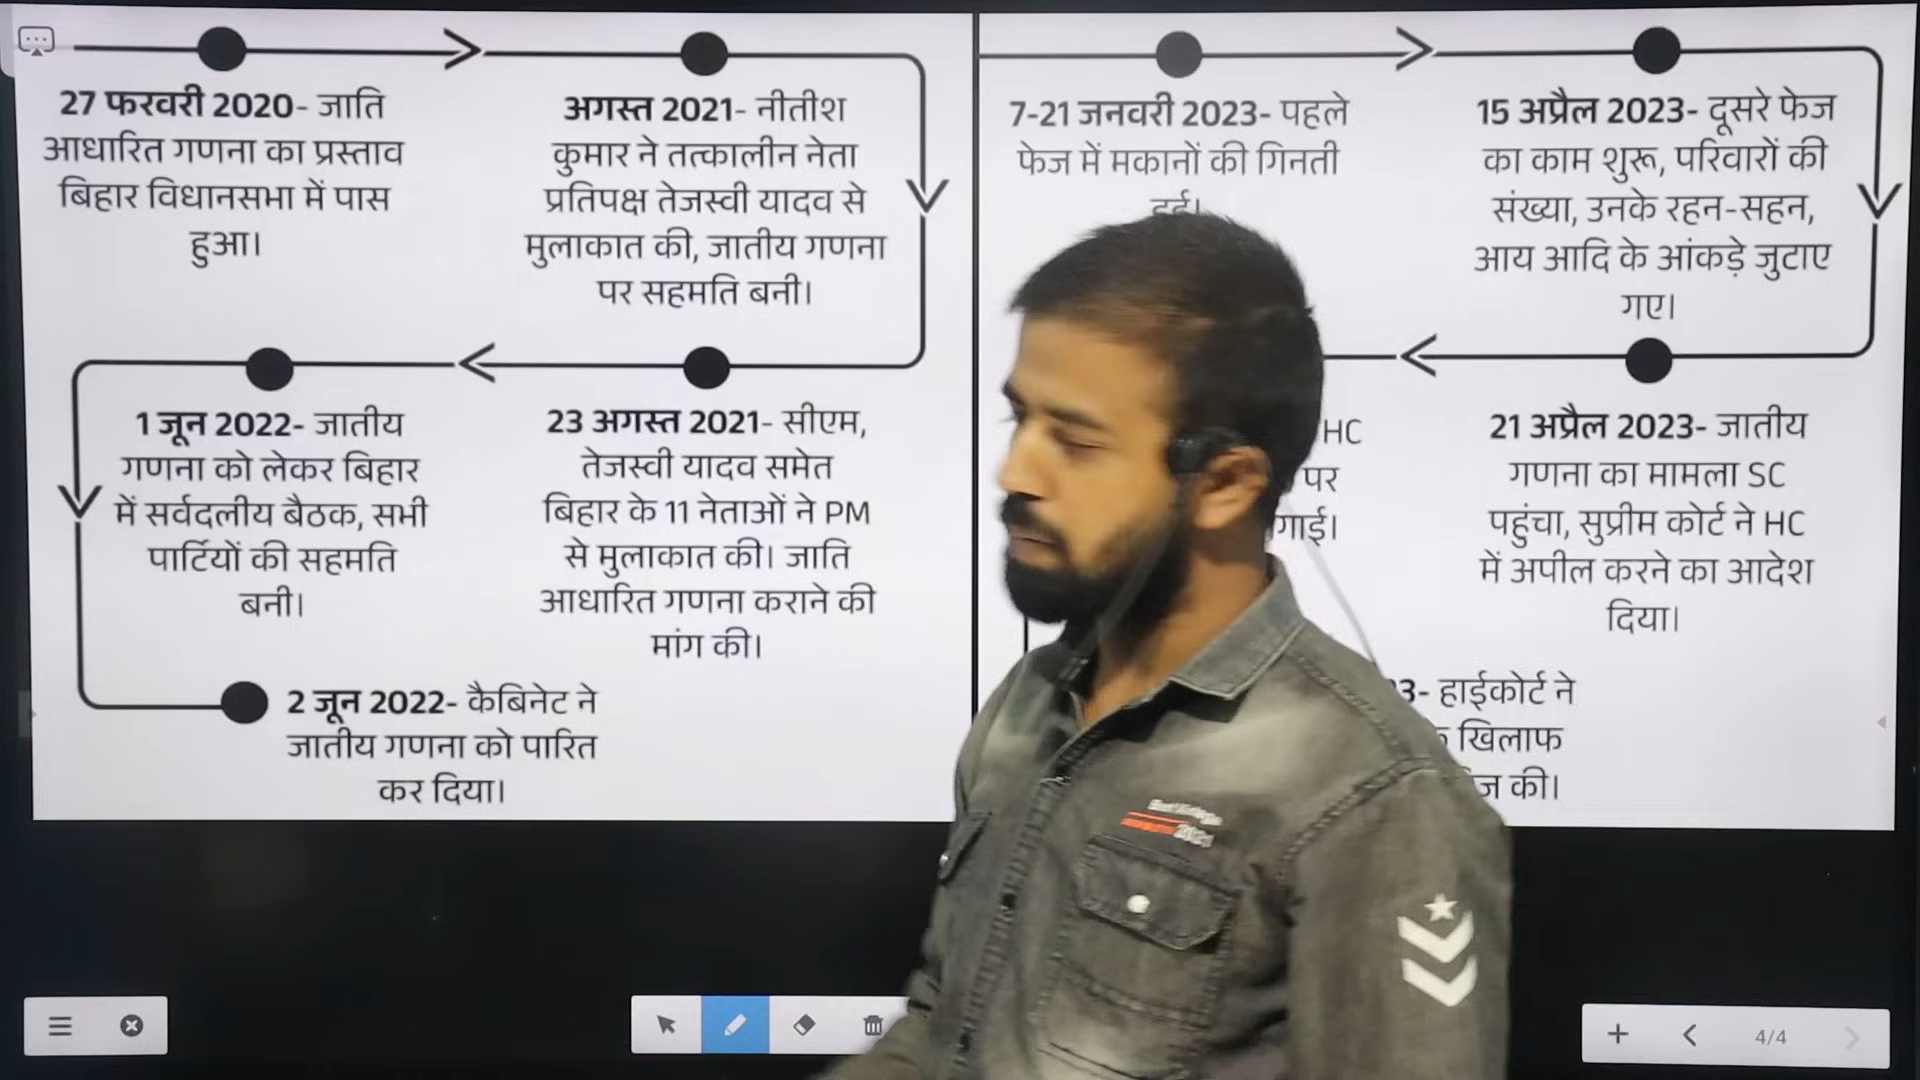 27 फरवरी 2020- जाति
आधारित गणना का प्रस्ताव
बिहार विधानसभा में पास
हुआ।
अगस्त 2021- नीतीश
कुमार ने तत्कालीन नेता
प्रतिपक्ष तेजस्वी यादव से
मुलाकात की, जातीय गणना
पर सहमति बनी।
1 जून 2022- जातीय
गणना को लेकर बिहार
में सर्वदलीय बैठक, सभी
पार्टियों की सहमति
बनी।
23 अगस्त 2021- सीएम,
तेजस्वी यादव समेत
बिहार के 11 नेताओं ने PM
से मुलाकात की। जाति
आधारित गणना कराने की
मांग की।
2 जून 2022- कैबिनेट ने
जातीय गणना को पारित
कर दिया।
7-21 जनवरी 2023- पहले
फेज में मकानों की गिनती
हुई।
15 अप्रैल 2023- दूसरे फेज
का काम शुरू, परिवारों की
संख्या, उनके रहन-सहन,
आय आदि के आंकड़े जुटाए
गए।
HC
पर
21 अप्रैल 2023- जातीय
गणना का मामला SC
पहुंचा, सुप्रीम कोर्ट ने HC
में अपील करने का आदेश
दिया।
3- हाईकोर्ट ने
खिलाफ
की।
2021
4/4